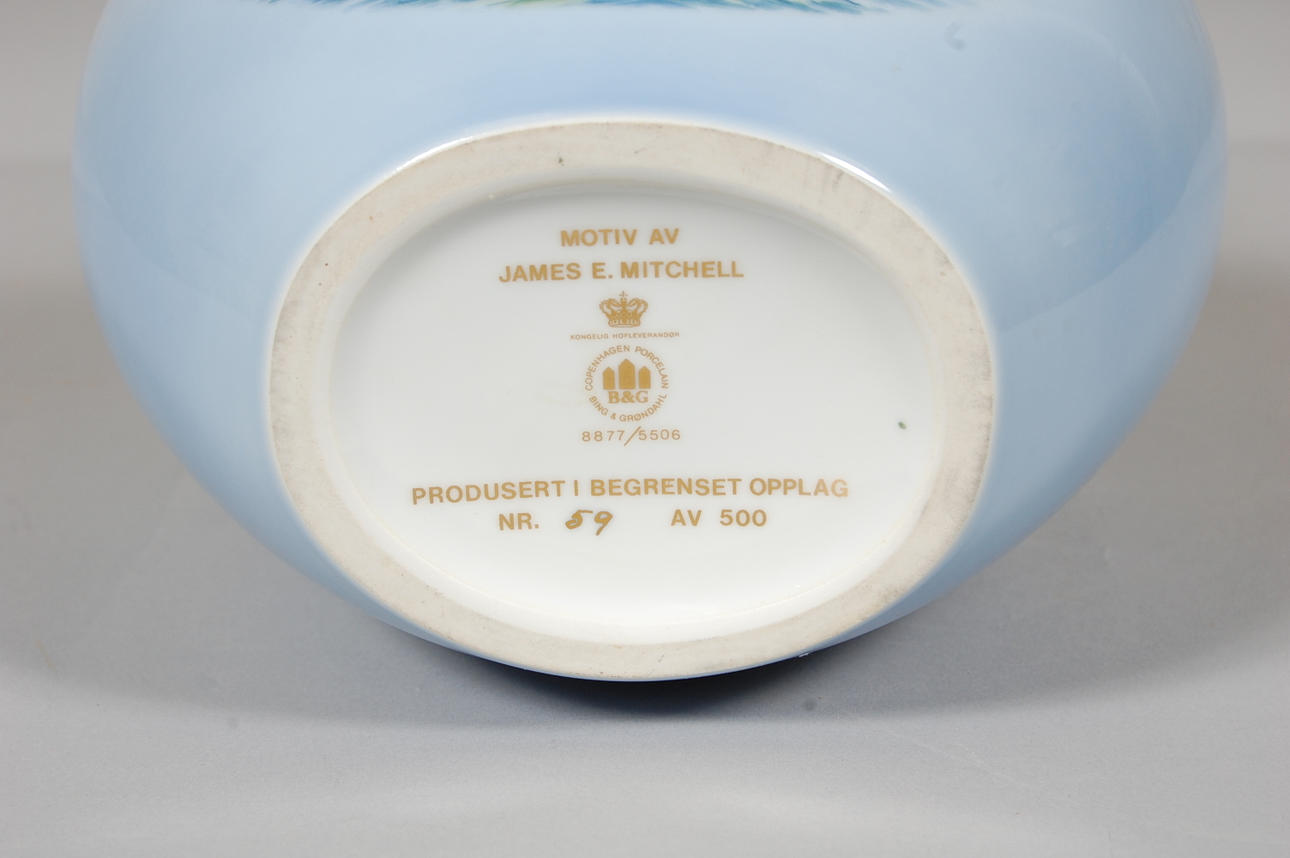 MOTIV AV
JAMES E. MITCHELL
KONGELIG HOFLEVERANDØR
COPENHAGEN PORCELAIN
B&G
BING & GRØNDAHL
8877/5506
PRODUSERT I BEGRENSET OPPLAG
NR. 59 AV 500